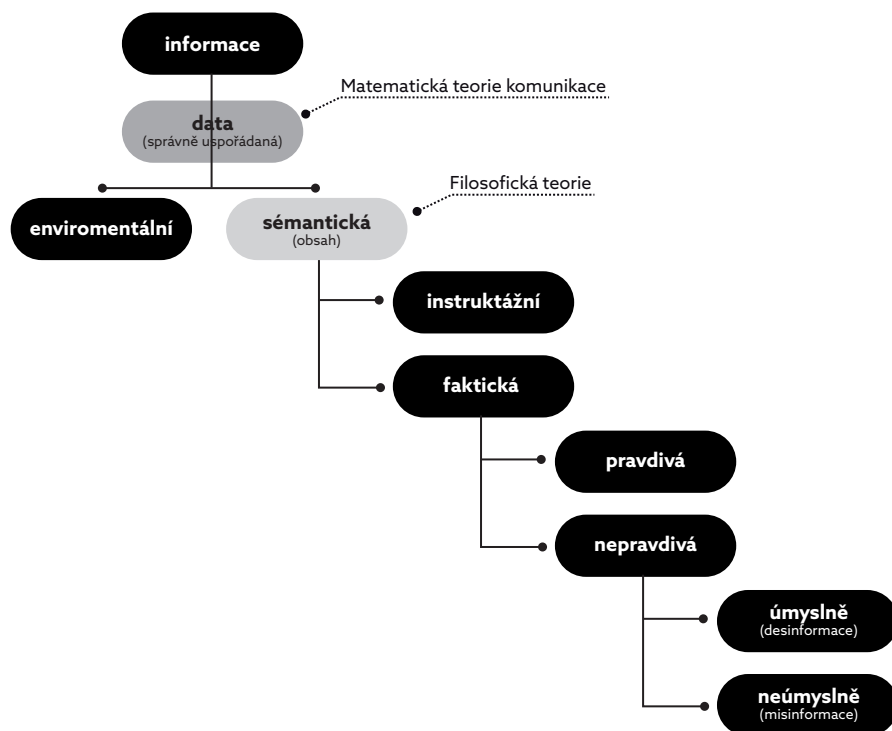 informace
Matematická teorie komunikace
data
(správně uspořádaná)
Filosofická teorie
enviromentální
sémantická
(obsah)
instruktážní
faktická
pravdivá
nepravdivá
úmyslně
(desinformace)
neúmyslně
(misinformace)